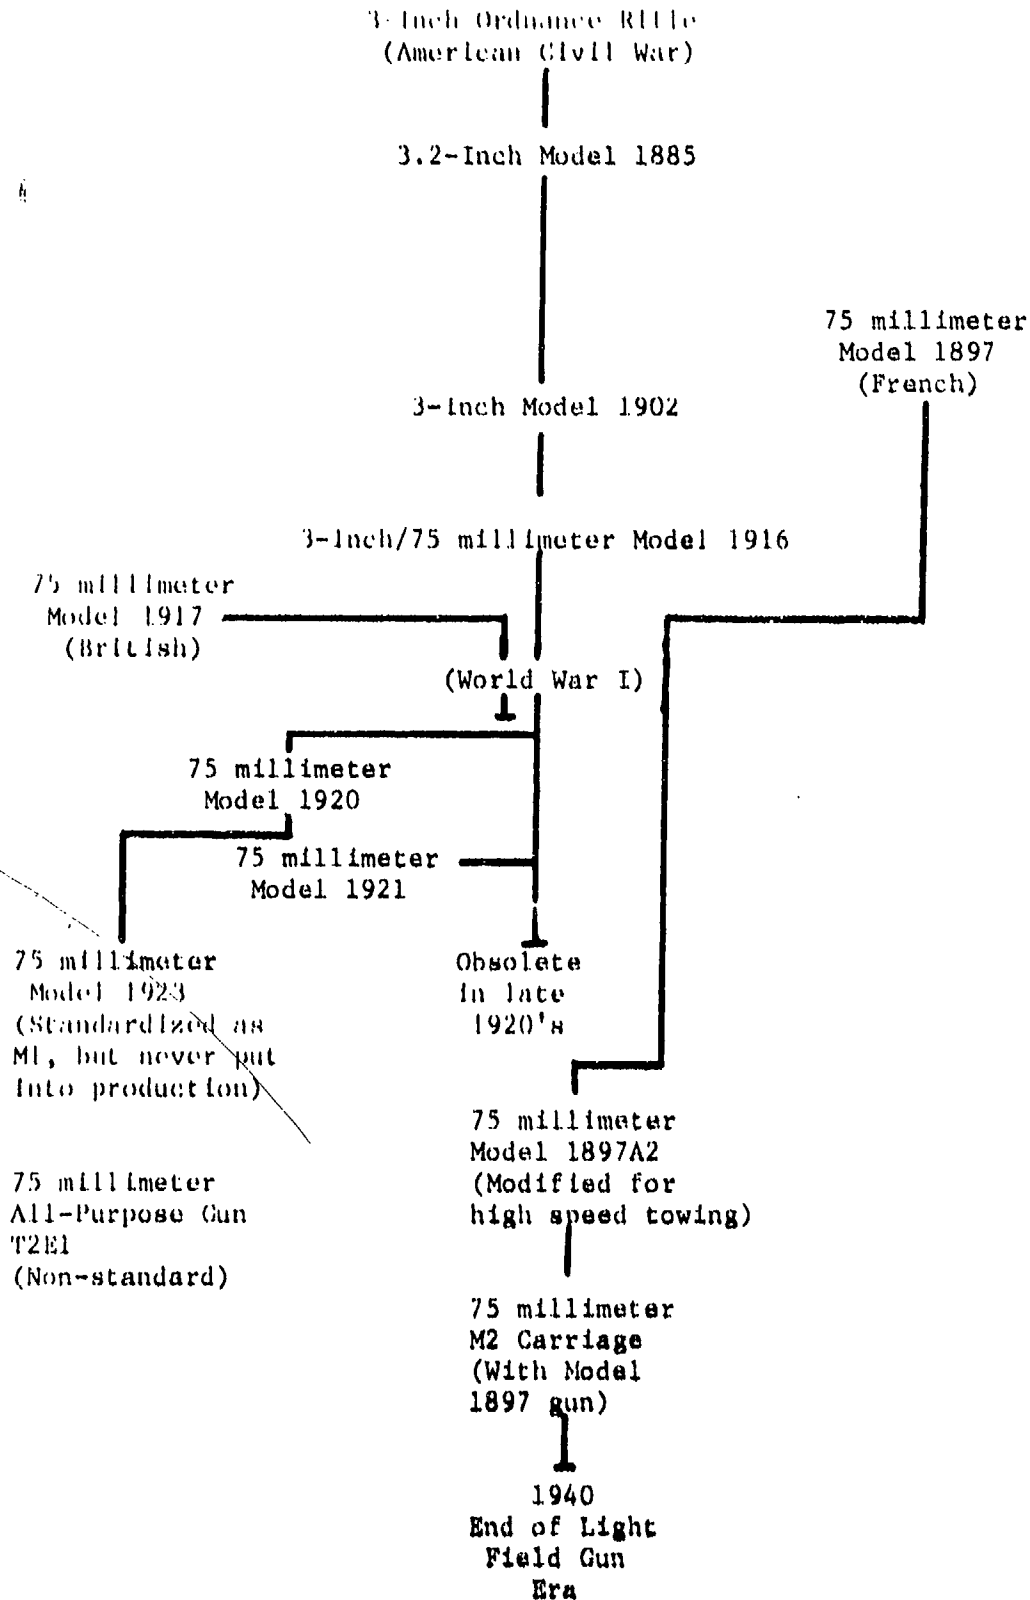 3-Inch Ordnance Rifle
(American Civil War)
3.2-Inch Model 1885
75 millimeter
Model 1897
(French)
3-Inch Model 1902
3-Inch/75 millimeter Model 1916
75 millimeter
Model 1917
(British)
(World War I)
75 millimeter
Model 1920
75 millimeter
Model 1921
75 millimeter
Model 1923
(Standardized as
M1, but never put
into production)
Obsolete
in late
1920's
75 millimeter
Model 1897A2
(Modified for
high speed towing)
75 millimeter
All-Purpose Gun
T2E1
(Non-standard)
75 millimeter
M2 Carriage
(With Model
1897 gun)
1940
End of Light
Field Gun
Era